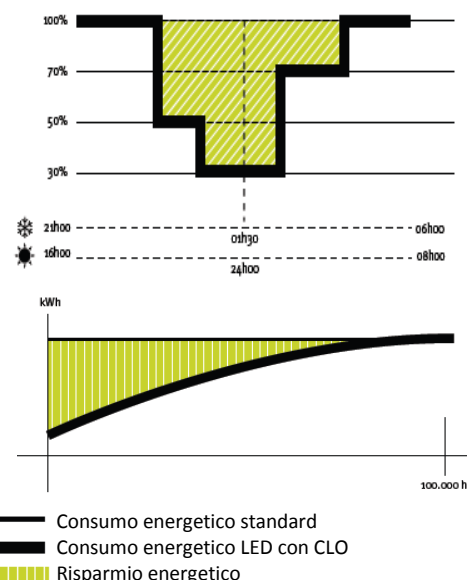 100%
70%
50%
30%
21h00 01h30 06h00
16h00 24h00 08h00
kWh
100.000 h
Consumo energetico standard
Consumo energetico LED con CLO
Risparmio energetico